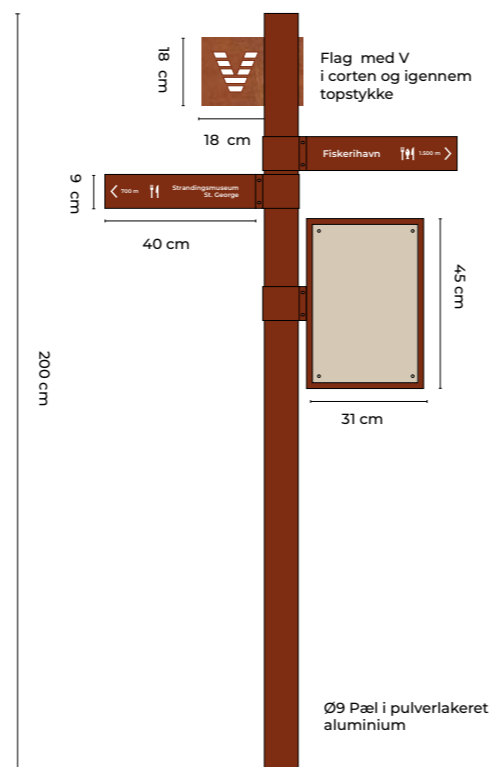 18 cm
V
Flag med V
i corten og igennem
topstykke
18 cm
Fiskerihavn 1.500 m
9 cm
700 m Strandingsmuseum
St. George
40 cm
45 cm
31 cm
200 cm
Ø9 Pæl i pulverlakeret
aluminium